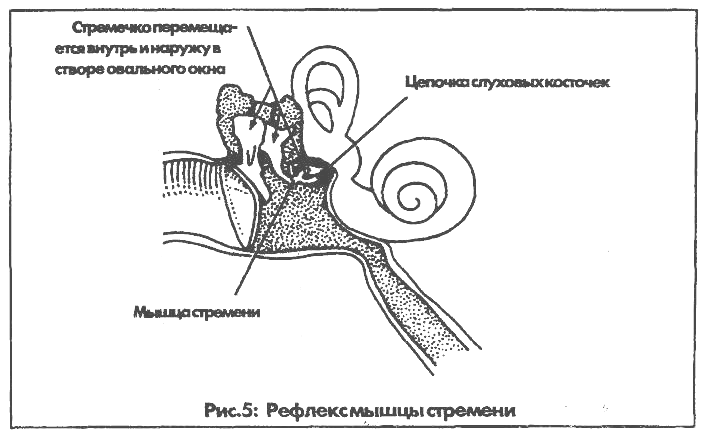 Стремечко перемеща-
ется внутрь и наружу в
створе овального окна
Цепочка слуховых косточек
Мышца стремени
Рис.5: Рефлекс мышцы стремени